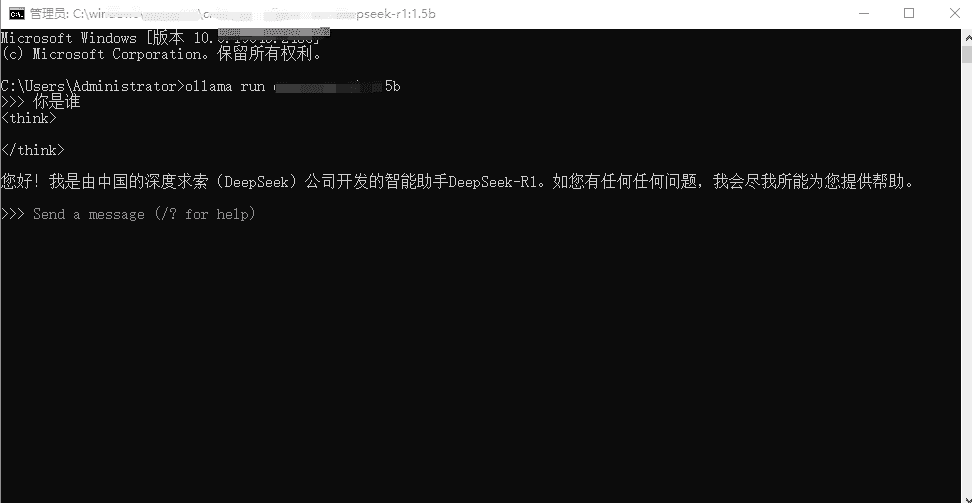 管理员: C:\windows\ epseek-r1:1.5b
Microsoft Windows [版本 10.
(c) Microsoft Corporation。保留所有权利。
C:\Users\Administrator>ollama run 5b
>>> 你是谁
<think>
</think>
您好！我是由中国的深度求索（DeepSeek）公司开发的智能助手DeepSeek-R1。如您有任何任何问题，我会尽我所能为您提供帮助。
>>> Send a message (/? for help)